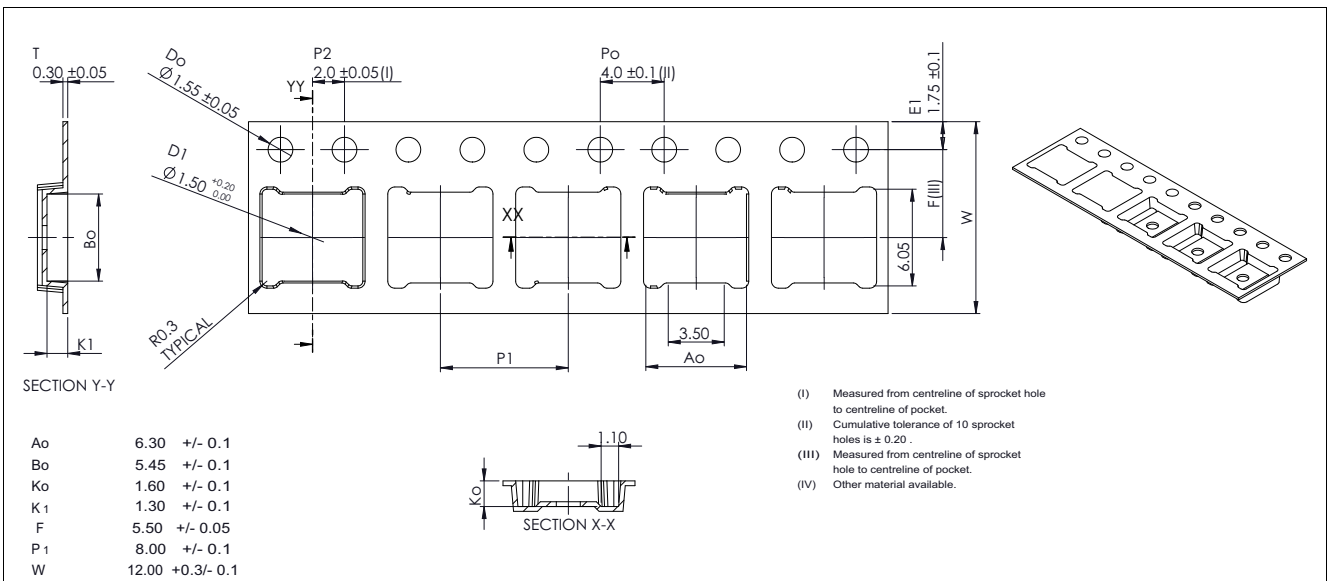 T
0.30 ±0.05
Do
Ø1.55 ±0.05
P2
2.0 ±0.05(I)
YY
Po
4.0 ±0.1(II)
E1
1.75 ±0.1
D1
Ø1.50 +0.20
0.00
Bo
XX
F(III)
W
6.05
K1
R0.3
TYPICAL
3.50
P1
Ao
SECTION Y-Y
(I) Measured from centreline of sprocket hole
to centreline of pocket.
(II) Cumulative tolerance of 10 sprocket
holes is ± 0.20 .
(III) Measured from centreline of sprocket
hole to centreline of pocket.
(IV) Other material available.
Ao 6.30 +/- 0.1
Bo 5.45 +/- 0.1
Ko 1.60 +/- 0.1
K1 1.30 +/- 0.1
F 5.50 +/- 0.05
P1 8.00 +/- 0.1
W 12.00 +0.3/- 0.1
1.10
Ko
SECTION X-X